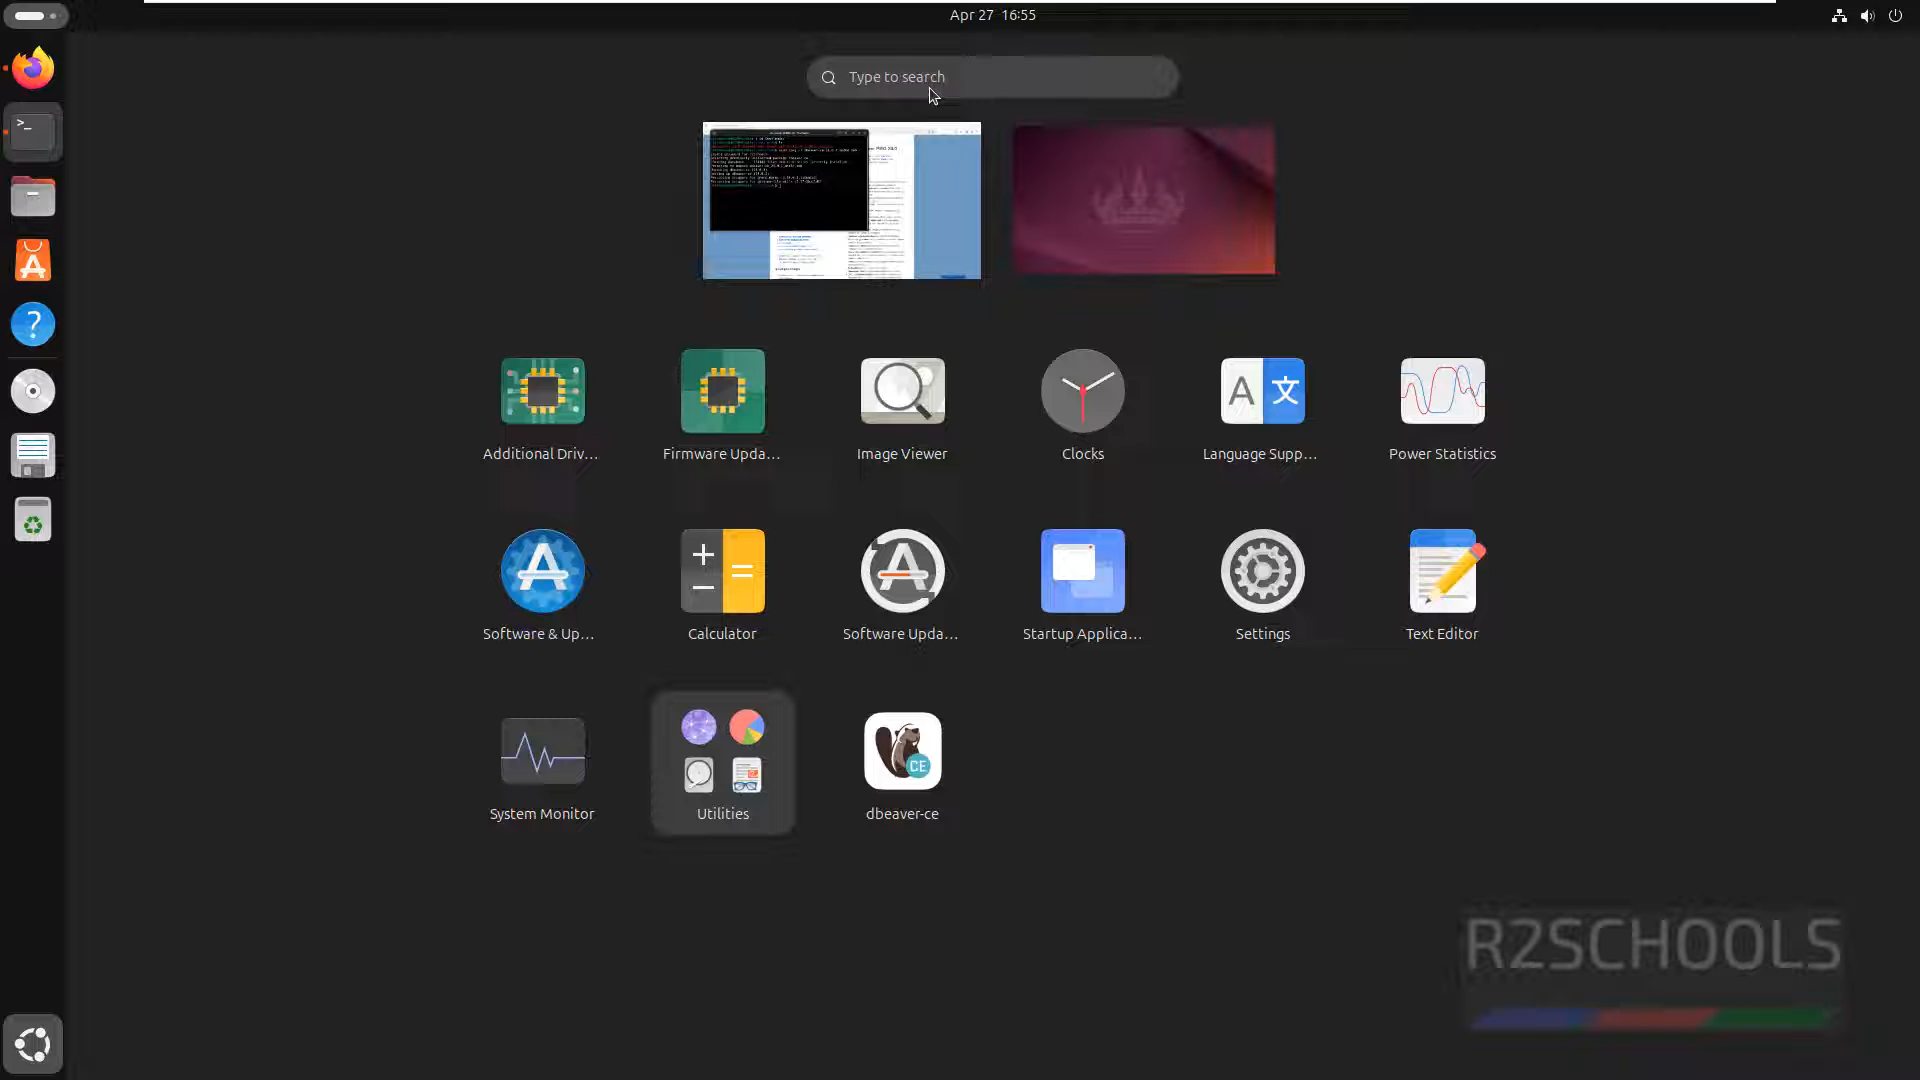 Apr 27 16:55
Type to search
Additional Driv...
Firmware Upda...
Image Viewer
Clocks
Language Supp...
Power Statistics
Software & Up...
Calculator
Software Upda...
Startup Applica...
Settings
Text Editor
System Monitor
Utilities
dbeaver-ce
R2SCHOOLS